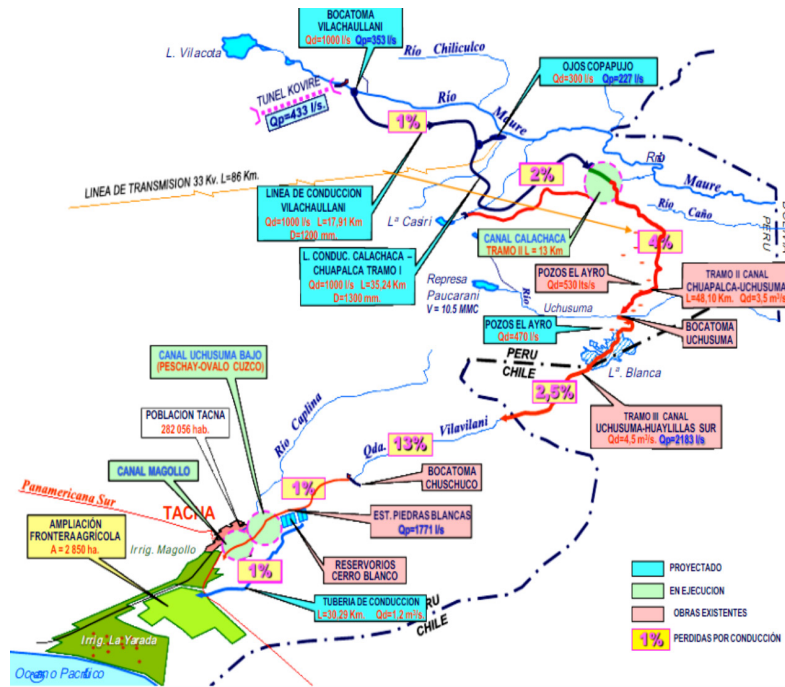 BOCATOMA
VILACHAULLANI
Qd=1000 l/s Qp=353 l/s
L. Vilacota
Río Chiliculco
OJOS COPAPUJO
Qd=300 l/s Qp=227 l/s
TUNEL KOVIRE
Qp=433 l/s.
Río
Maure
1%
LINEA DE TRANSMISION 33 Kv. L=86 Km.
2%
Maure
Río Caño
LINEA DE CONDUCCION
VILACHAULLANI
Qd=1000 l/s L=17,91 Km
D=1200 mm.
Lª Casiri
CANAL CALACHACA
TRAMO II L = 13 Km
4%
PERU
L. CONDUC. CALACHACA –
CHUAPALCA TRAMO I
Qd=1000 l/s L=35.24 Km
D=1300 mm.
Represa
Paucarani
V = 10.5 MMC
Río
Uchusuma
POZOS EL AYRO
Qd=530 lts/s
TRAMO II CANAL
CHUAPALCA-UCHUSUMA
L=48,10 Km. Qd=3,5 m³/s
POZOS EL AYRO
Qd=470 l/s
BOCATOMA
UCHUSUMA
PERU
CHILE
Lª. Blanca
CANAL UCHUSUMA BAJO
(PESCHAY-OVALO CUZCO)
2,5%
TRAMO III CANAL
UCHUSUMA-HUAYLILLAS SUR
Qd=4,5 m³/s. Qp=2183 l/s
POBLACION TACNA
282 056 hab.
Río Caplina
Qda.
13%
Vilavilani
CANAL MAGOLLO
1%
BOCATOMA
CHUSCHUCO
Panamericana Sur
TACNA
EST. PIEDRAS BLANCAS
Qp=1771 l/s
AMPLIACIÓN
FRONTERA AGRÍCOLA
A = 2 850 ha.
Irrig. Magollo
1%
RESERVORIOS
CERRO BLANCO
TUBERIA DE CONDUCCION
L=30,29 Km. Qd=1,2 m³/s.
PERU
CHILE
Irrig. La Yarada
Oceano Pacífico
PROYECTADO
EN EJECUCION
OBRAS EXISTENTES
1%
PERDIDAS POR CONDUCCIÓN